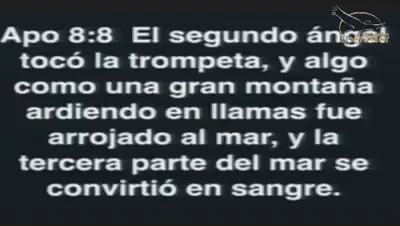 Apo 8:8 El segundo ángel
tocó la trompeta, y algo
como una gran montaña
ardiendo en llamas fue
arrojado al mar, y la
tercera parte del mar se
convirtió en sangre.